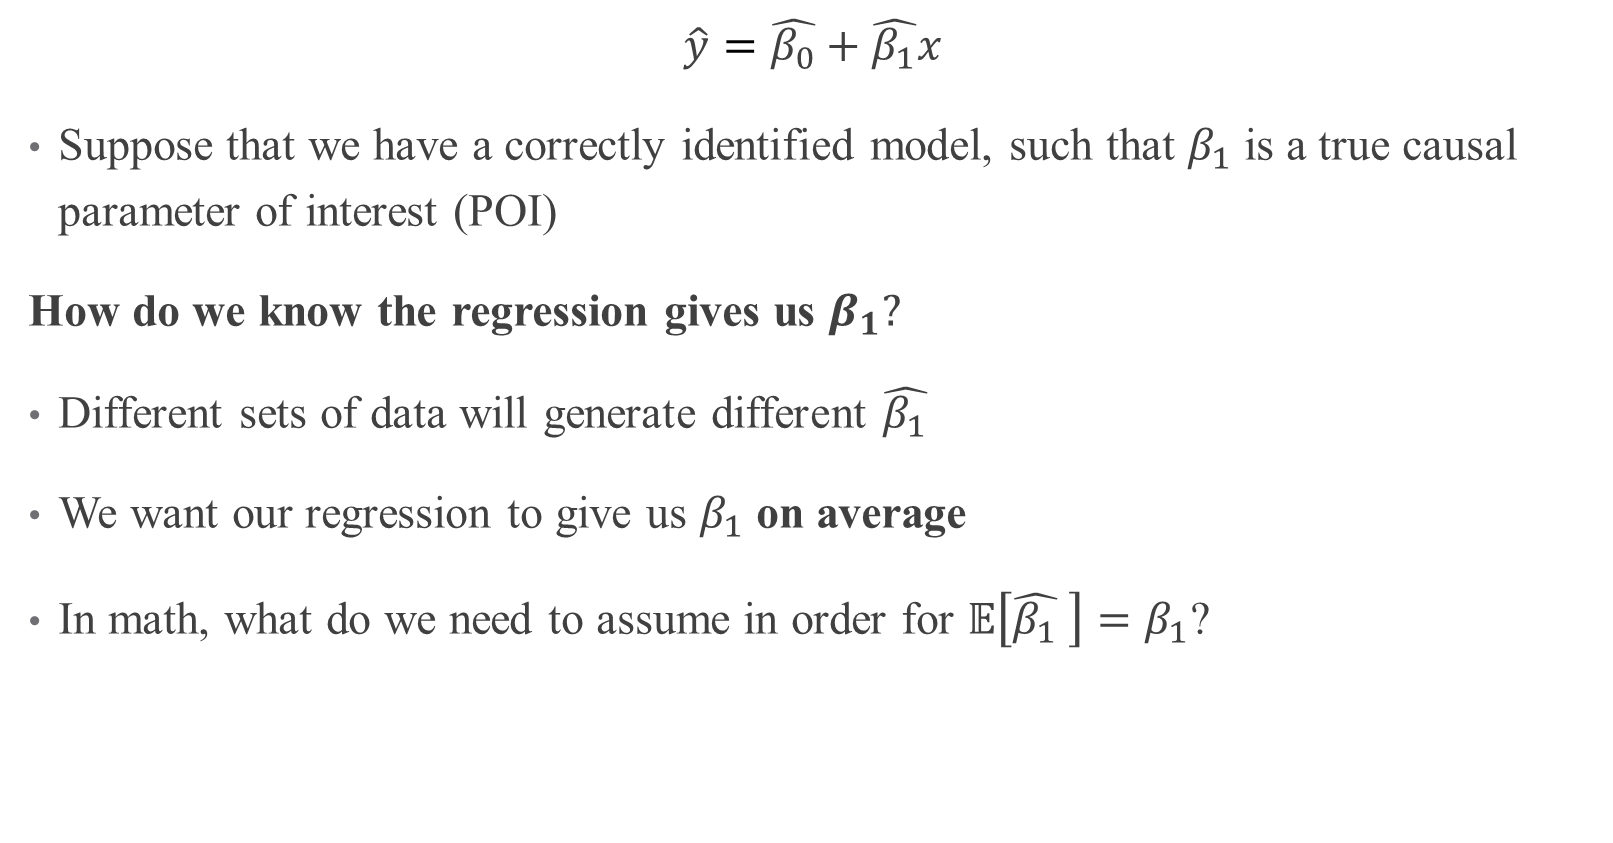 ŷ = β̂₀ + β̂₁x
• Suppose that we have a correctly identified model, such that β₁ is a true causal
parameter of interest (POI)
How do we know the regression gives us β₁?
• Different sets of data will generate different β̂₁
• We want our regression to give us β₁ on average
• In math, what do we need to assume in order for 𝔼[β̂₁] = β₁?